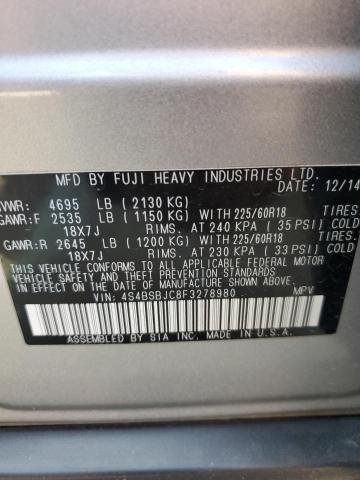 MFD BY FUJI HEAVY INDUSTRIES LTD.
DATE: 12/14
GVWR: 4695 LB ( 2130 KG)
GAWR:F 2535 LB ( 1150 KG) WITH 225/60R18 TIRES
18X7J RIMS. AT 240 KPA ( 35 PSI) COLD
GAWR:R 2645 LB ( 1200 KG) WITH 225/60R18 TIRES
18X7J RIMS. AT 230 KPA ( 33 PSI) COLD
THIS VEHICLE CONFORMS TO ALL APPLICABLE FEDERAL MOTOR
VEHICLE SAFETY AND THEFT PREVENTION STANDARDS
IN EFFECT ON THE DATE OF MANUFACTURE SHOWN ABOVE.
VIN: 4S4BSBJC8F3278980 MPV
ASSEMBLED BY SIA INC. MADE IN U.S.A.